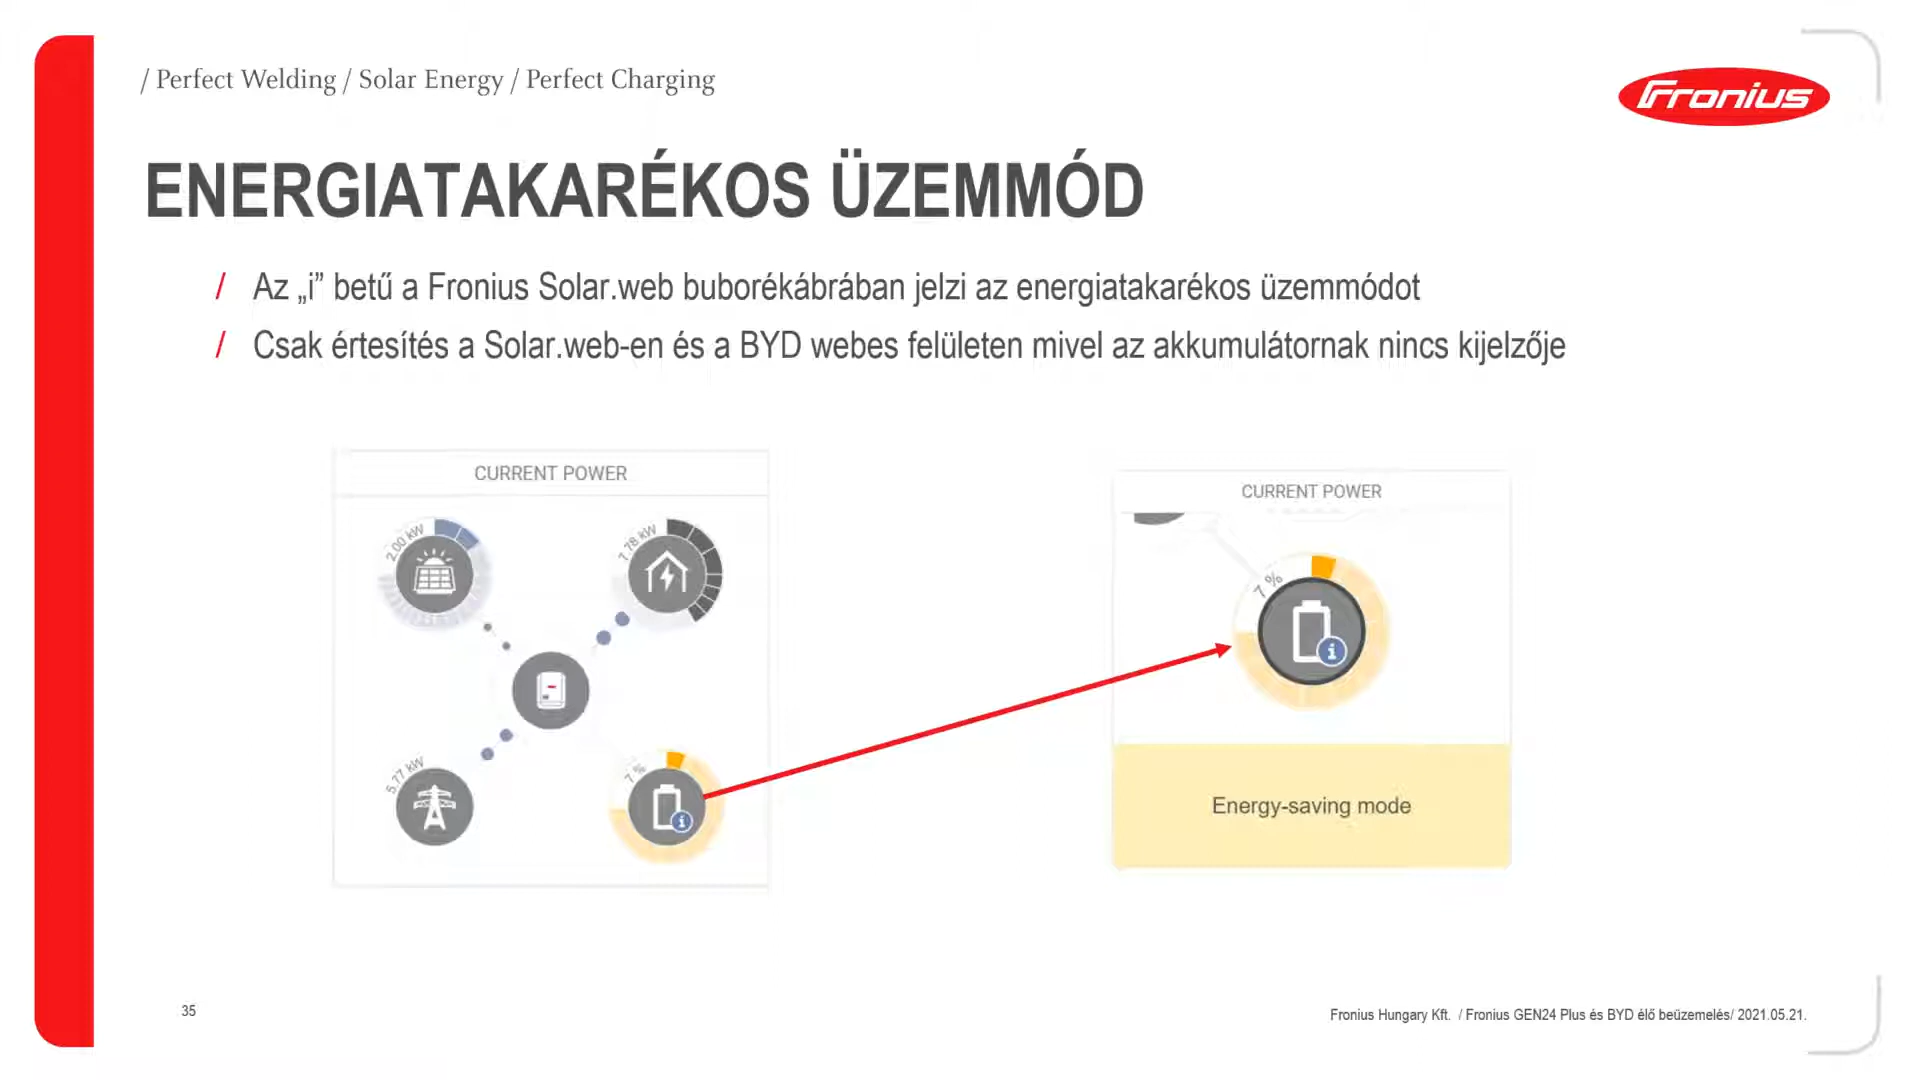 / Perfect Welding / Solar Energy / Perfect Charging
Fronius
ENERGIATAKARÉKOS ÜZEMMÓD
/ Az „i” betű a Fronius Solar.web buborékábrában jelzi az energiatakarékos üzemmódot
/ Csak értesítés a Solar.web-en és a BYD webes felületen mivel az akkumulátornak nincs kijelzője
CURRENT POWER
2.00 kW
7.78 kW
5.77 kW
7 %
i
CURRENT POWER
7 %
i
Energy-saving mode
35
Fronius Hungary Kft. / Fronius GEN24 Plus és BYD élő beüzemelés/ 2021.05.21.